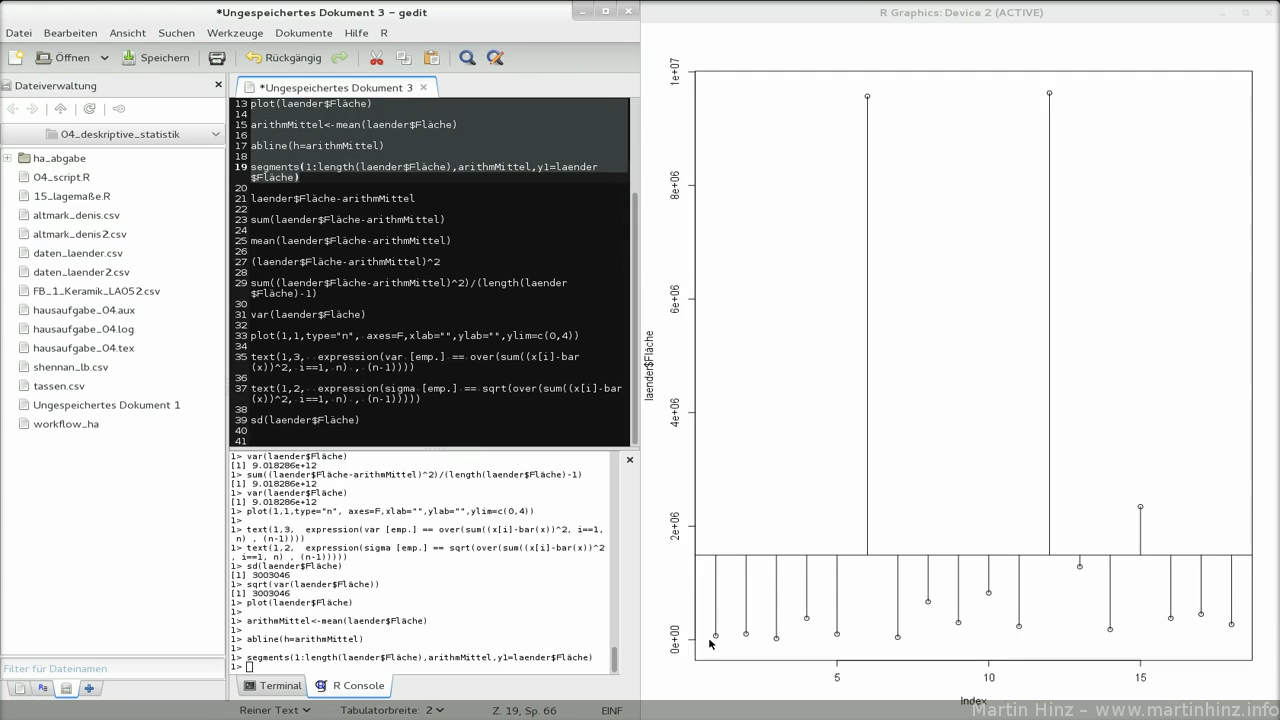 *Ungespeichertes Dokument 3 - gedit
Datei Bearbeiten Ansicht Suchen Werkzeuge Dokumente Hilfe R
Öffnen Speichern Rückgängig
Dateiverwaltung
04_deskriptive_statistik
ha_abgabe
04_script.R
15_lagemaße.R
altmark_denis.csv
altmark_denis2.csv
daten_laender.csv
daten_laender2.csv
FB_1_Keramik_LA052.csv
hausaufgabe_04.aux
hausaufgabe_04.log
hausaufgabe_04.tex
shennan_lb.csv
tassen.csv
Ungespeichertes Dokument 1
workflow_ha
Filter für Dateinamen
*Ungespeichertes Dokument 3
13 plot(laender$Fläche)
14
15 arithmMittel<-mean(laender$Fläche)
16
17 abline(h=arithmMittel)
18
19 segments(1:length(laender$Fläche),arithmMittel,y1=laender
$Fläche)
20
21 laender$Fläche-arithmMittel
22
23 sum(laender$Fläche-arithmMittel)
24
25 mean(laender$Fläche-arithmMittel)
26
27 (laender$Fläche-arithmMittel)^2
28
29 sum((laender$Fläche-arithmMittel)^2)/(length(laender
$Fläche)-1)
30
31 var(laender$Fläche)
32
33 plot(1,1,type="n", axes=F,xlab="",ylab="",ylim=c(0,4))
34
35 text(1,3, expression(var [emp.] == over(sum((x[i]-bar
(x))^2, i==1, n) , (n-1))))
36
37 text(1,2, expression(sigma [emp.] == sqrt(over(sum((x[i]-bar
(x))^2, i==1, n) , (n-1)))))
38
39 sd(laender$Fläche)
40
41
1> var(laender$Fläche)
[1] 9.018286e+12
1> sum((laender$Fläche-arithmMittel)^2)/(length(laender$Fläche)-1)
[1] 9.018286e+12
1> var(laender$Fläche)
[1] 9.018286e+12
1> plot(1,1,type="n", axes=F,xlab="",ylab="",ylim=c(0,4))
1>
1> text(1,3, expression(var [emp.] == over(sum((x[i]-bar(x))^2, i==1,
n) , (n-1))))
1> text(1,2, expression(sigma [emp.] == sqrt(over(sum((x[i]-bar(x))^2
, i==1, n) , (n-1)))))
1> sd(laender$Fläche)
[1] 3003046
1> sqrt(var(laender$Fläche))
[1] 3003046
1> plot(laender$Fläche)
1>
1> arithmMittel<-mean(laender$Fläche)
1>
1> abline(h=arithmMittel)
1>
1> segments(1:length(laender$Fläche),arithmMittel,y1=laender$Fläche)
1>
Terminal R Console
Reiner Text Tabulatorbreite: 2 Z. 19, Sp. 66 EINF
R Graphics: Device 2 (ACTIVE)
1e+07
8e+06
6e+06
4e+06
2e+06
0e+00
laender$Fläche
5 10 15
Index
Martin Hinz - www.martinhinz.info